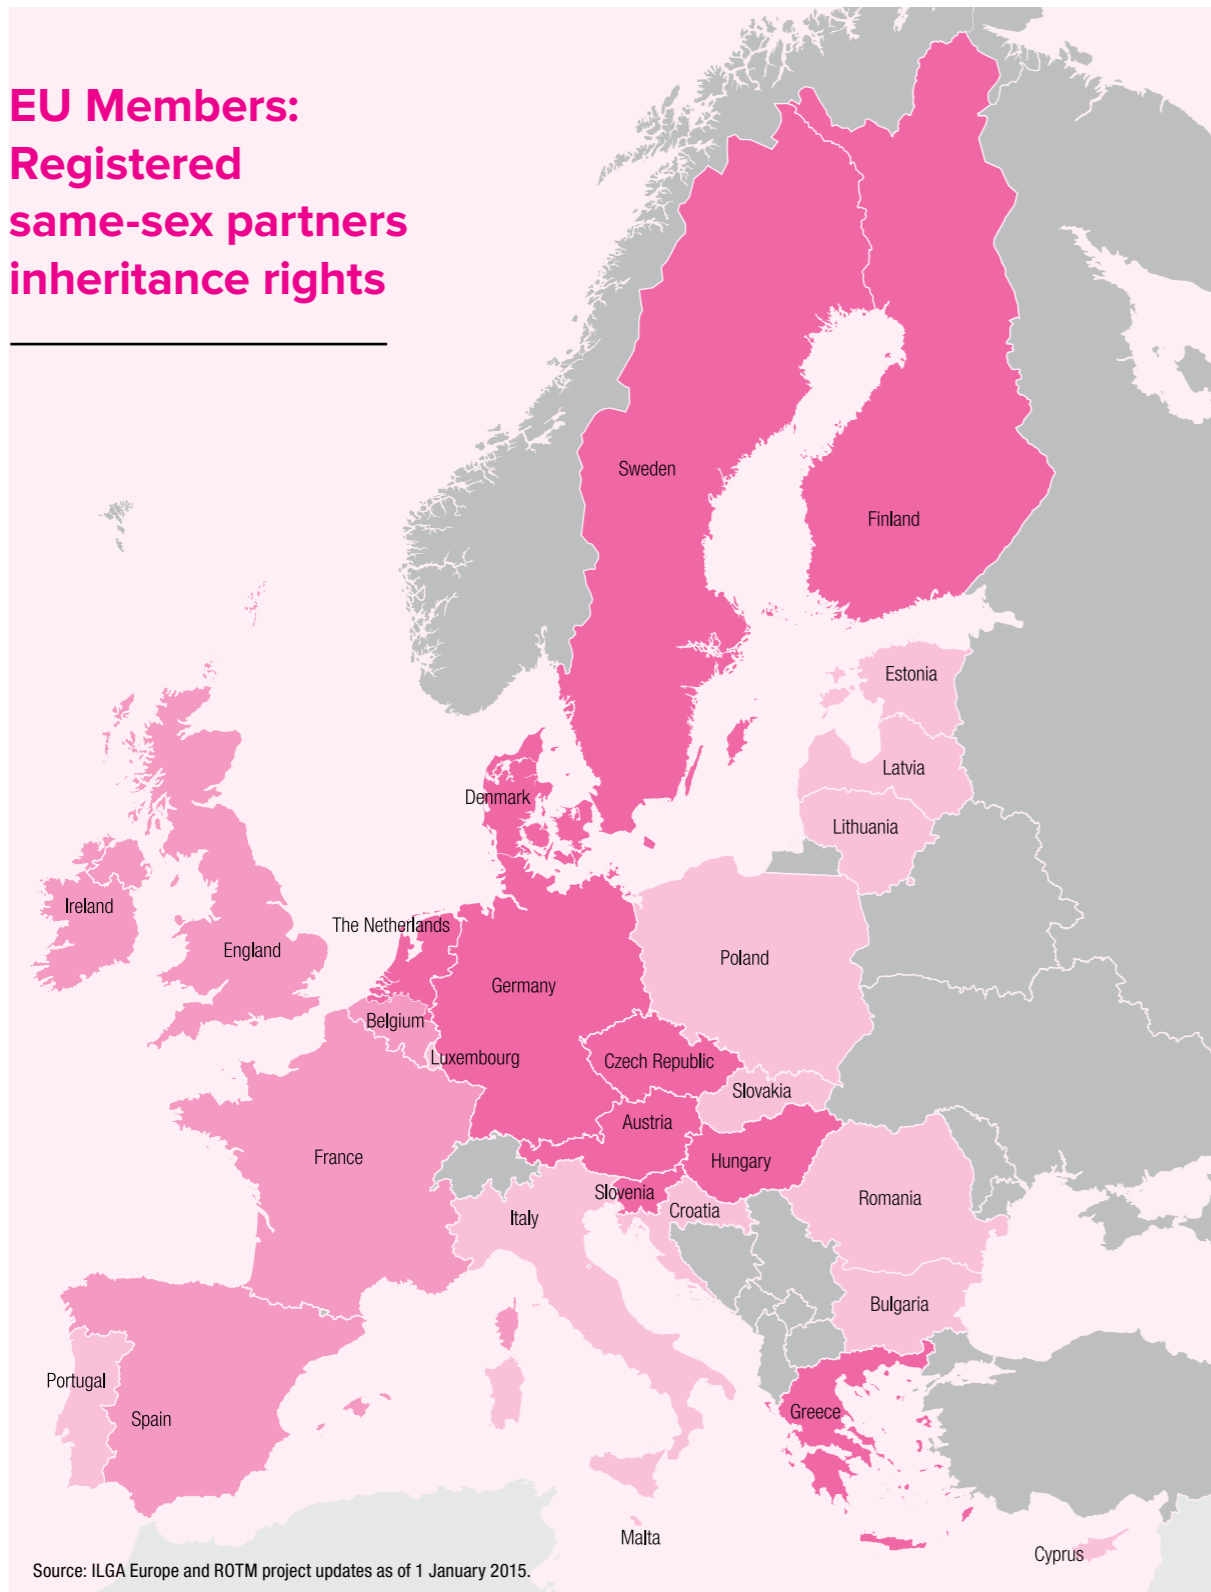 EU Members:
Registered
same-sex partners
inheritance rights
Sweden
Finland
Estonia
Latvia
Denmark
Lithuania
Ireland
The Netherlands
England
Poland
Germany
Belgium
Luxembourg
Czech Republic
Slovakia
Austria
France
Hungary
Slovenia
Romania
Croatia
Italy
Bulgaria
Portugal
Greece
Spain
Malta
Cyprus
Source: ILGA Europe and ROTM project updates as of 1 January 2015.